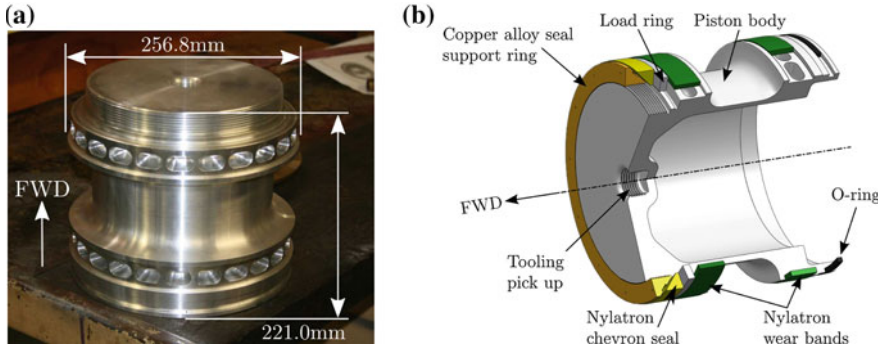 (a)
256.8mm
FWD
221.0mm
(b)
Copper alloy seal
support ring
Load ring
Piston body
FWD
O-ring
Tooling
pick up
Nylatron
chevron seal
Nylatron
wear bands